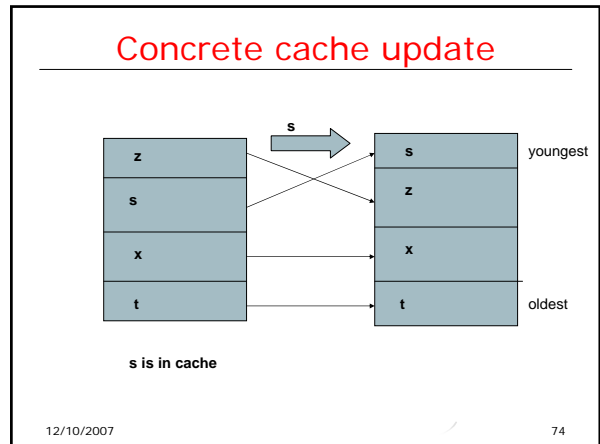 Concrete cache update
s
z
s
x
t
s
z
x
t
youngest
oldest
s is in cache
12/10/2007
74